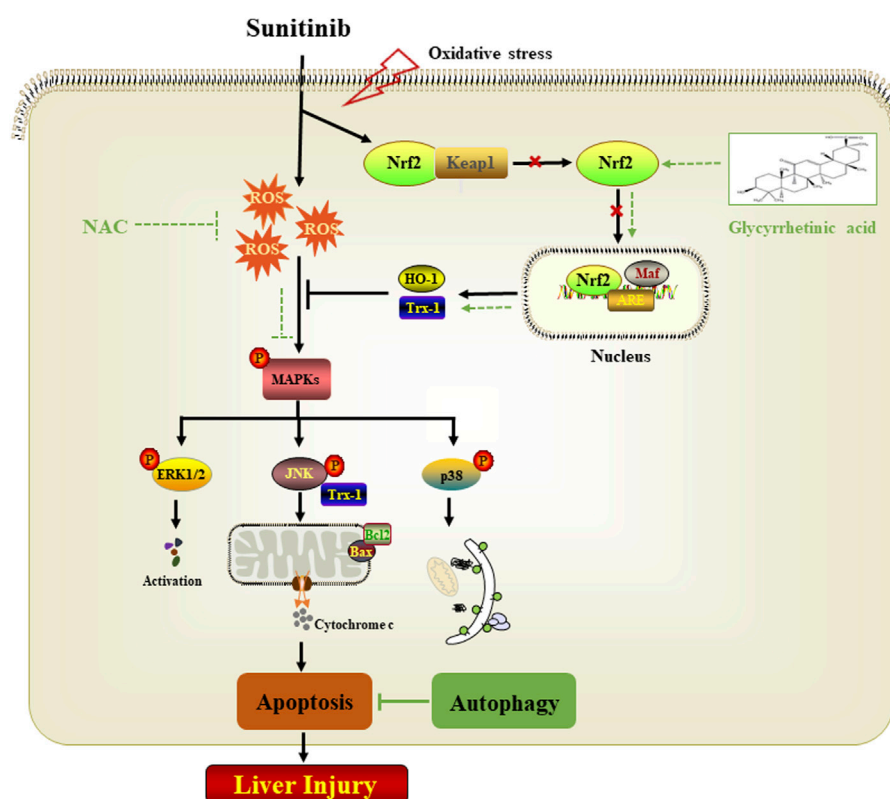 Sunitinib
Oxidative stress
Nrf2
Keap1
Nrf2
Glycyrrhetinic acid
NAC
ROS
ROS
ROS
HO-1
Trx-1
Nrf2
Maf
ARE
Nucleus
P
MAPKs
P
ERK1/2
JNK
P
Trx-1
p38
P
Bcl2
Bax
Activation
Cytochrome c
Apoptosis
Autophagy
Liver Injury